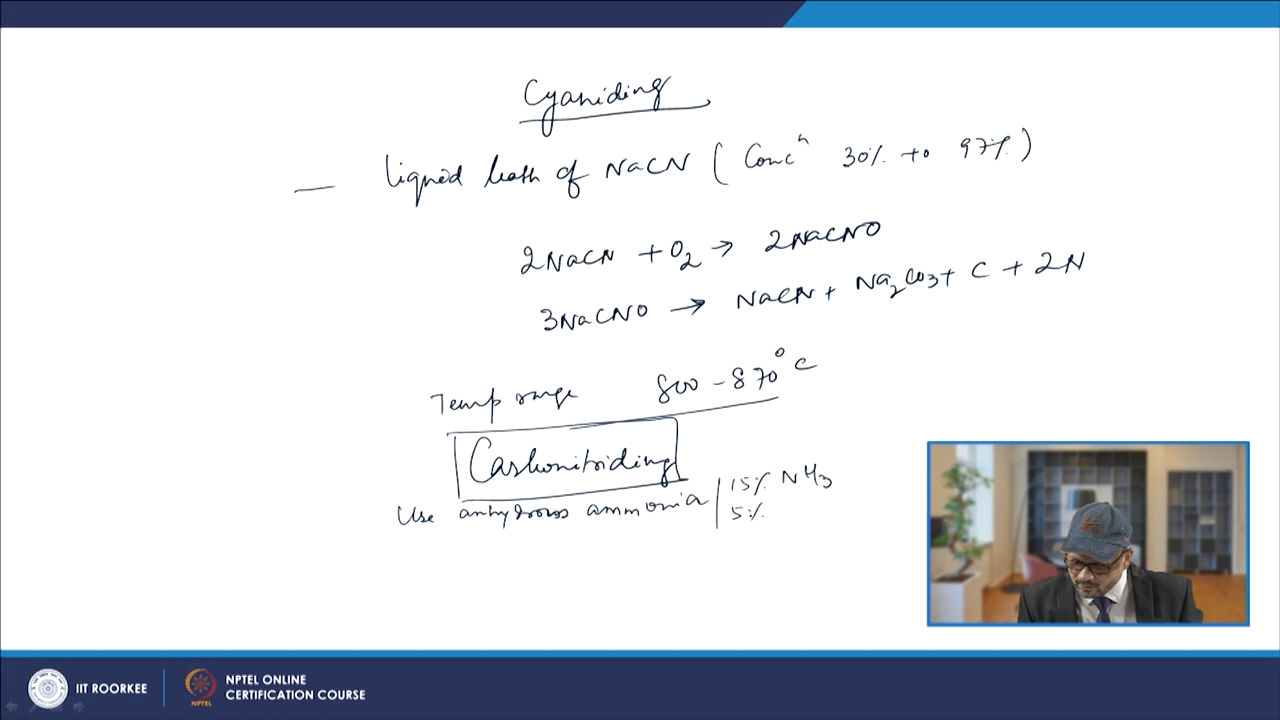 Cyaniding
— Liquid bath of NaCN ( Concⁿ 30% to 97% )
2NaCN + O₂ → 2NaCNO
3NaCNO → NaCN + Na₂CO₃ + C + 2N
Temp range 800 - 870°C
Carbonitriding
Use anhydrous ammonia | 15% NH₃
5%
IIT ROORKEE
NPTEL ONLINE
CERTIFICATION COURSE
NPTEL